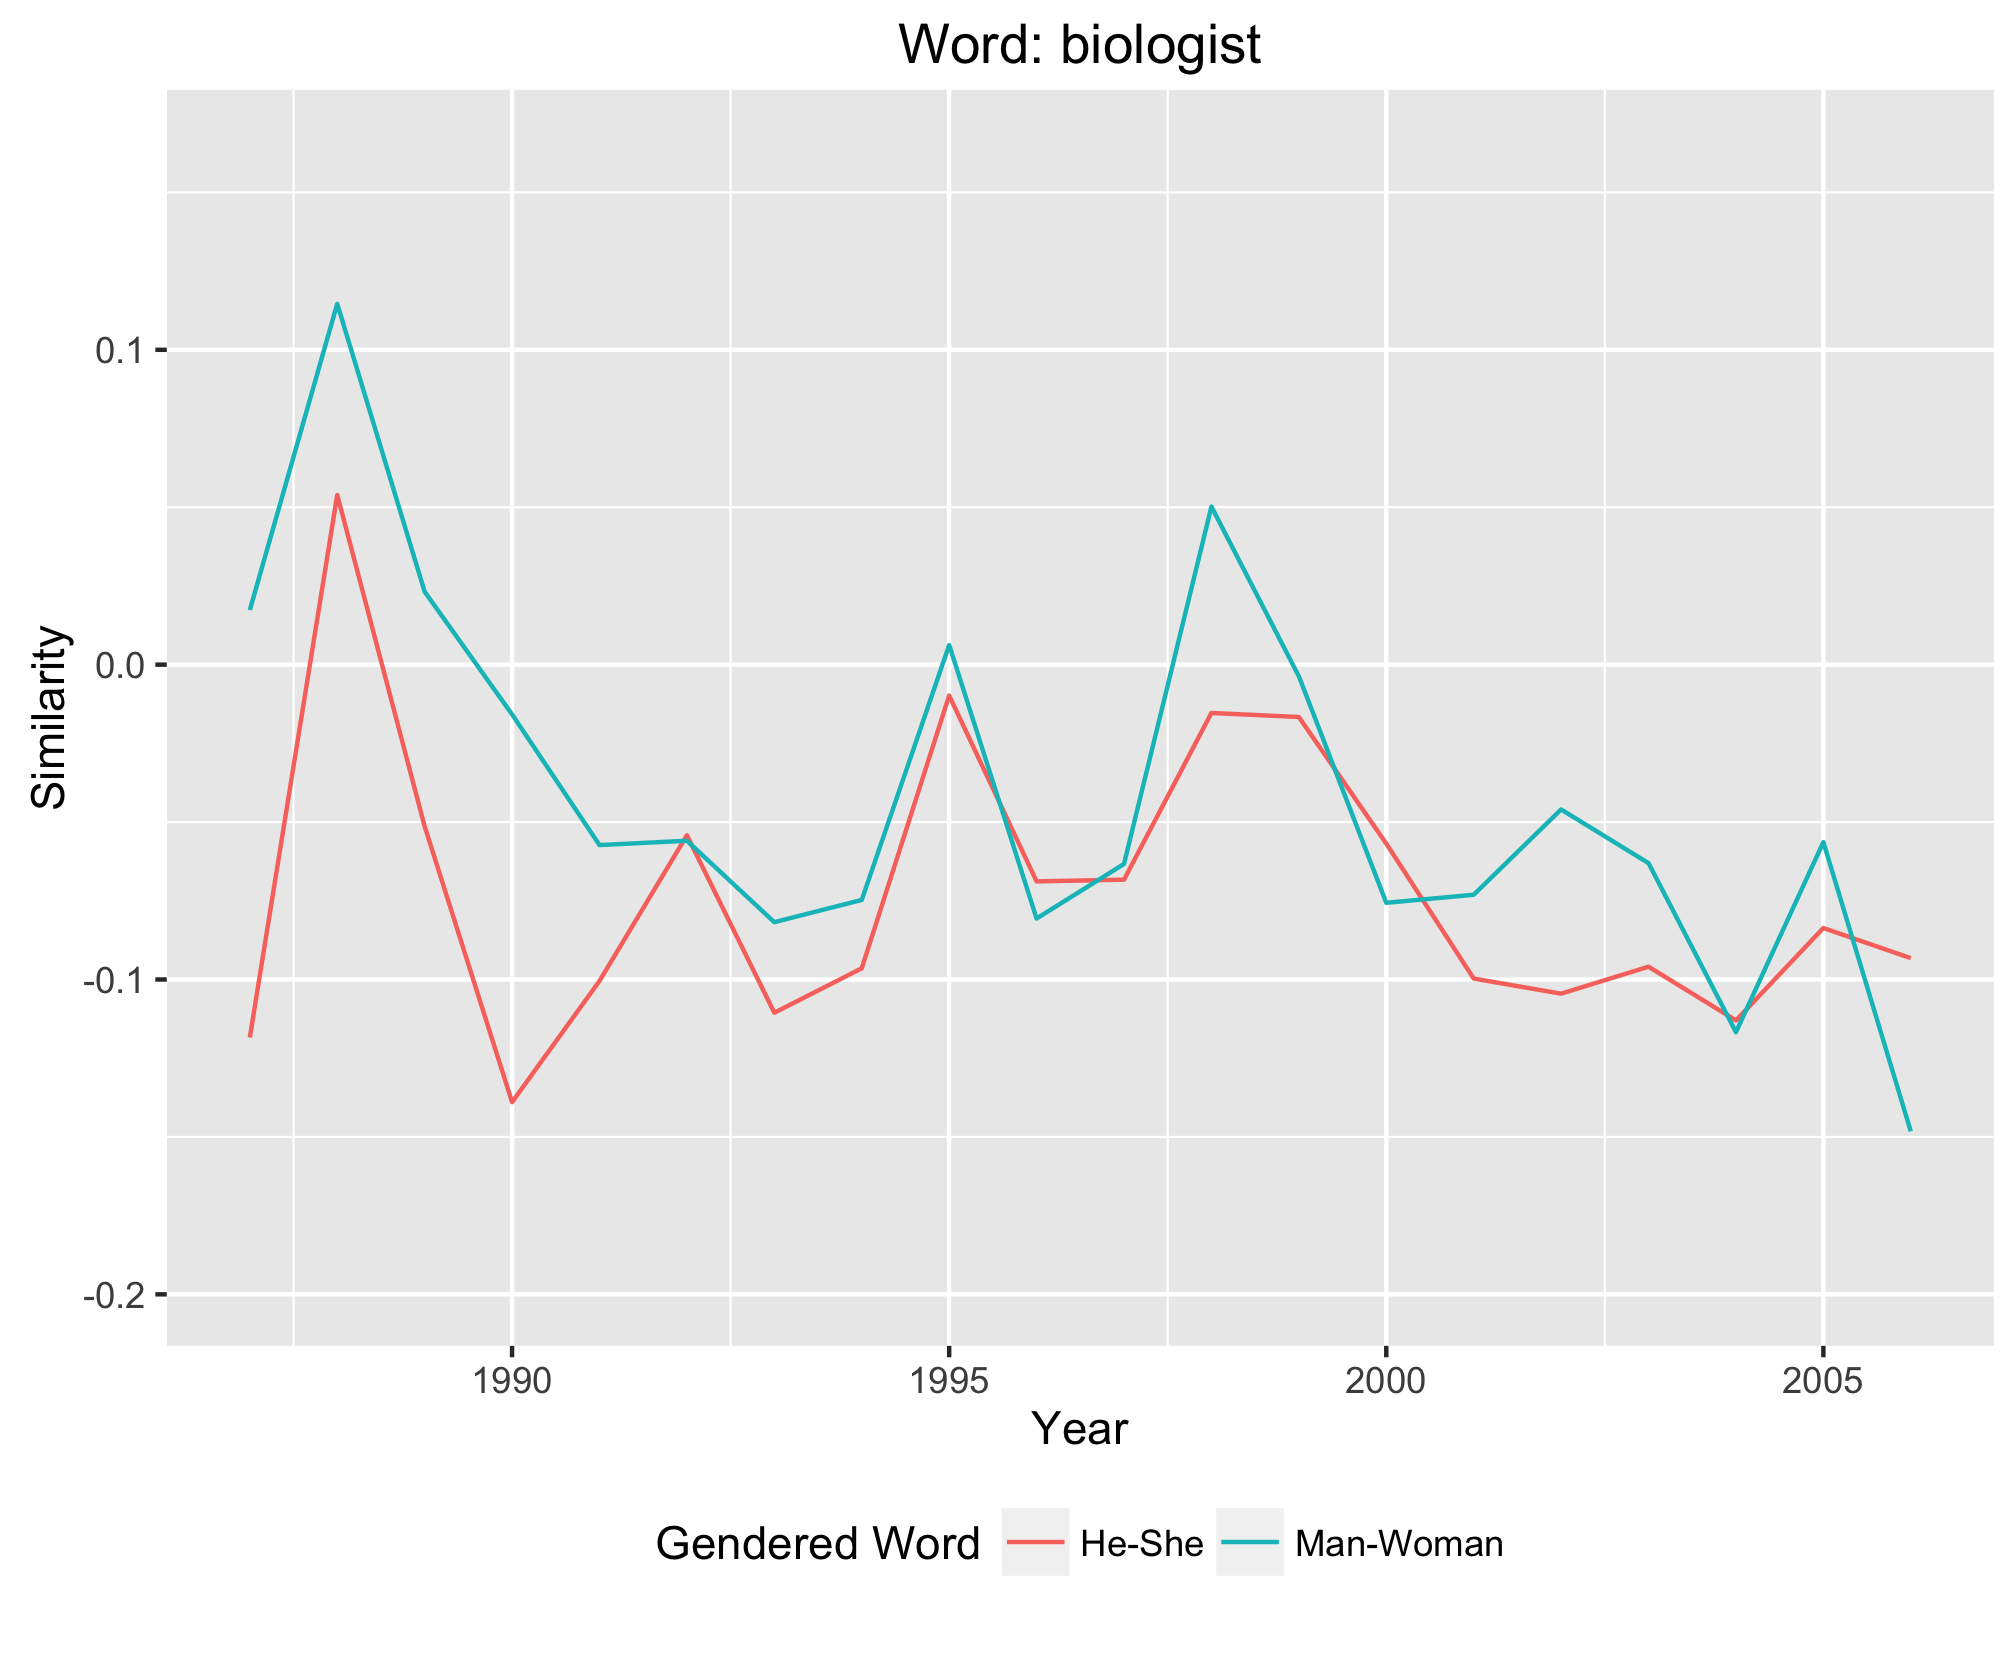 Word: biologist
Similarity
0.1
0.0
-0.1
-0.2
1990 1995 2000 2005
Year
Gendered Word He-She Man-Woman